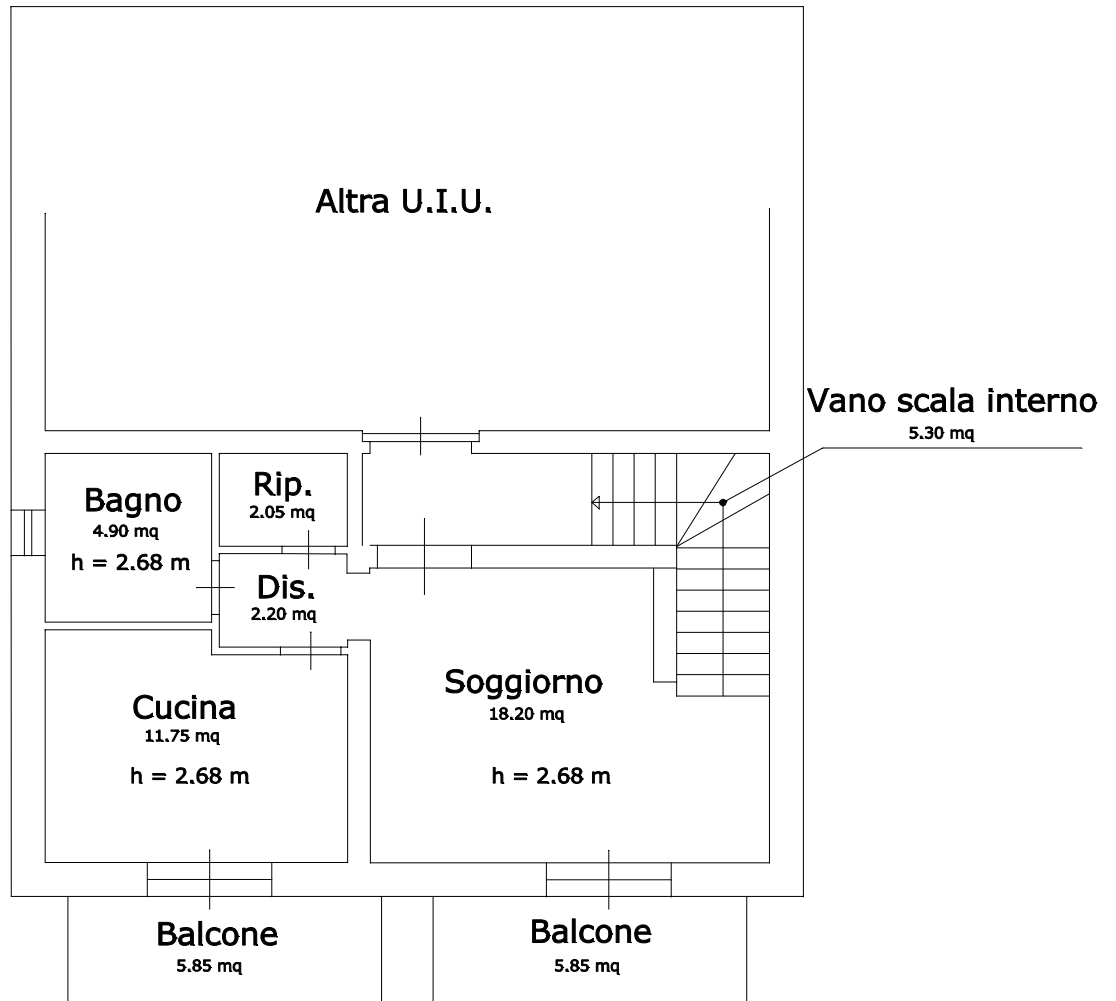 Altra U.I.U.
Vano scala interno
5.30 mq
Rip.
2.05 mq
Bagno
4.90 mq
h = 2.68 m
Dis.
2.20 mq
Soggiorno
18.20 mq
h = 2.68 m
Cucina
11.75 mq
h = 2.68 m
Balcone
5.85 mq
Balcone
5.85 mq